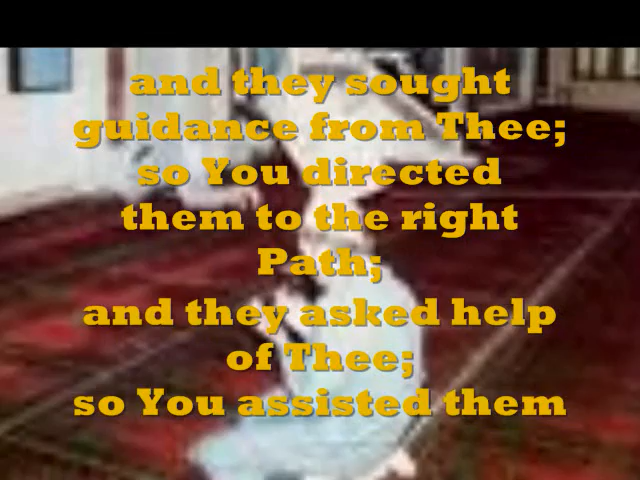 and they sought
guidance from Thee;
so You directed
them to the right
Path;
and they asked help
of Thee;
so You assisted them